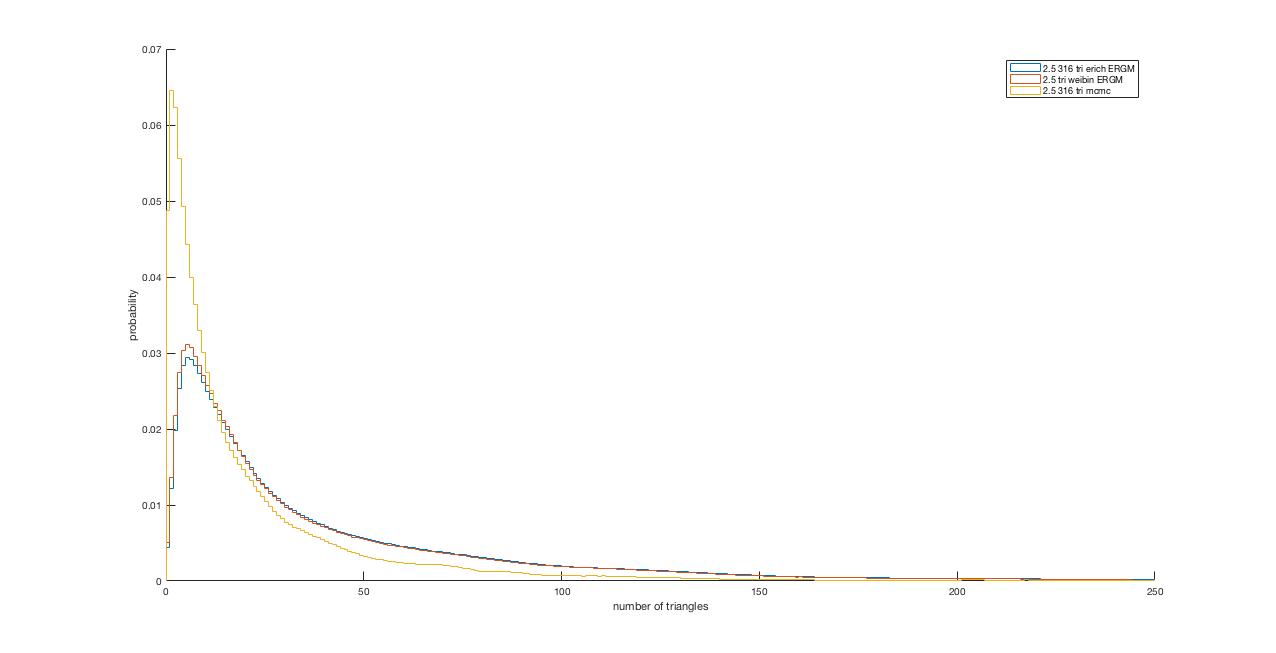 0.07
2.5 316 tri erich ERGM
2.5 tri weibin ERGM
2.5 316 tri mcmc
0.06
0.05
0.04
probability
0.03
0.02
0.01
0
0 50 100 150 200 250
number of triangles